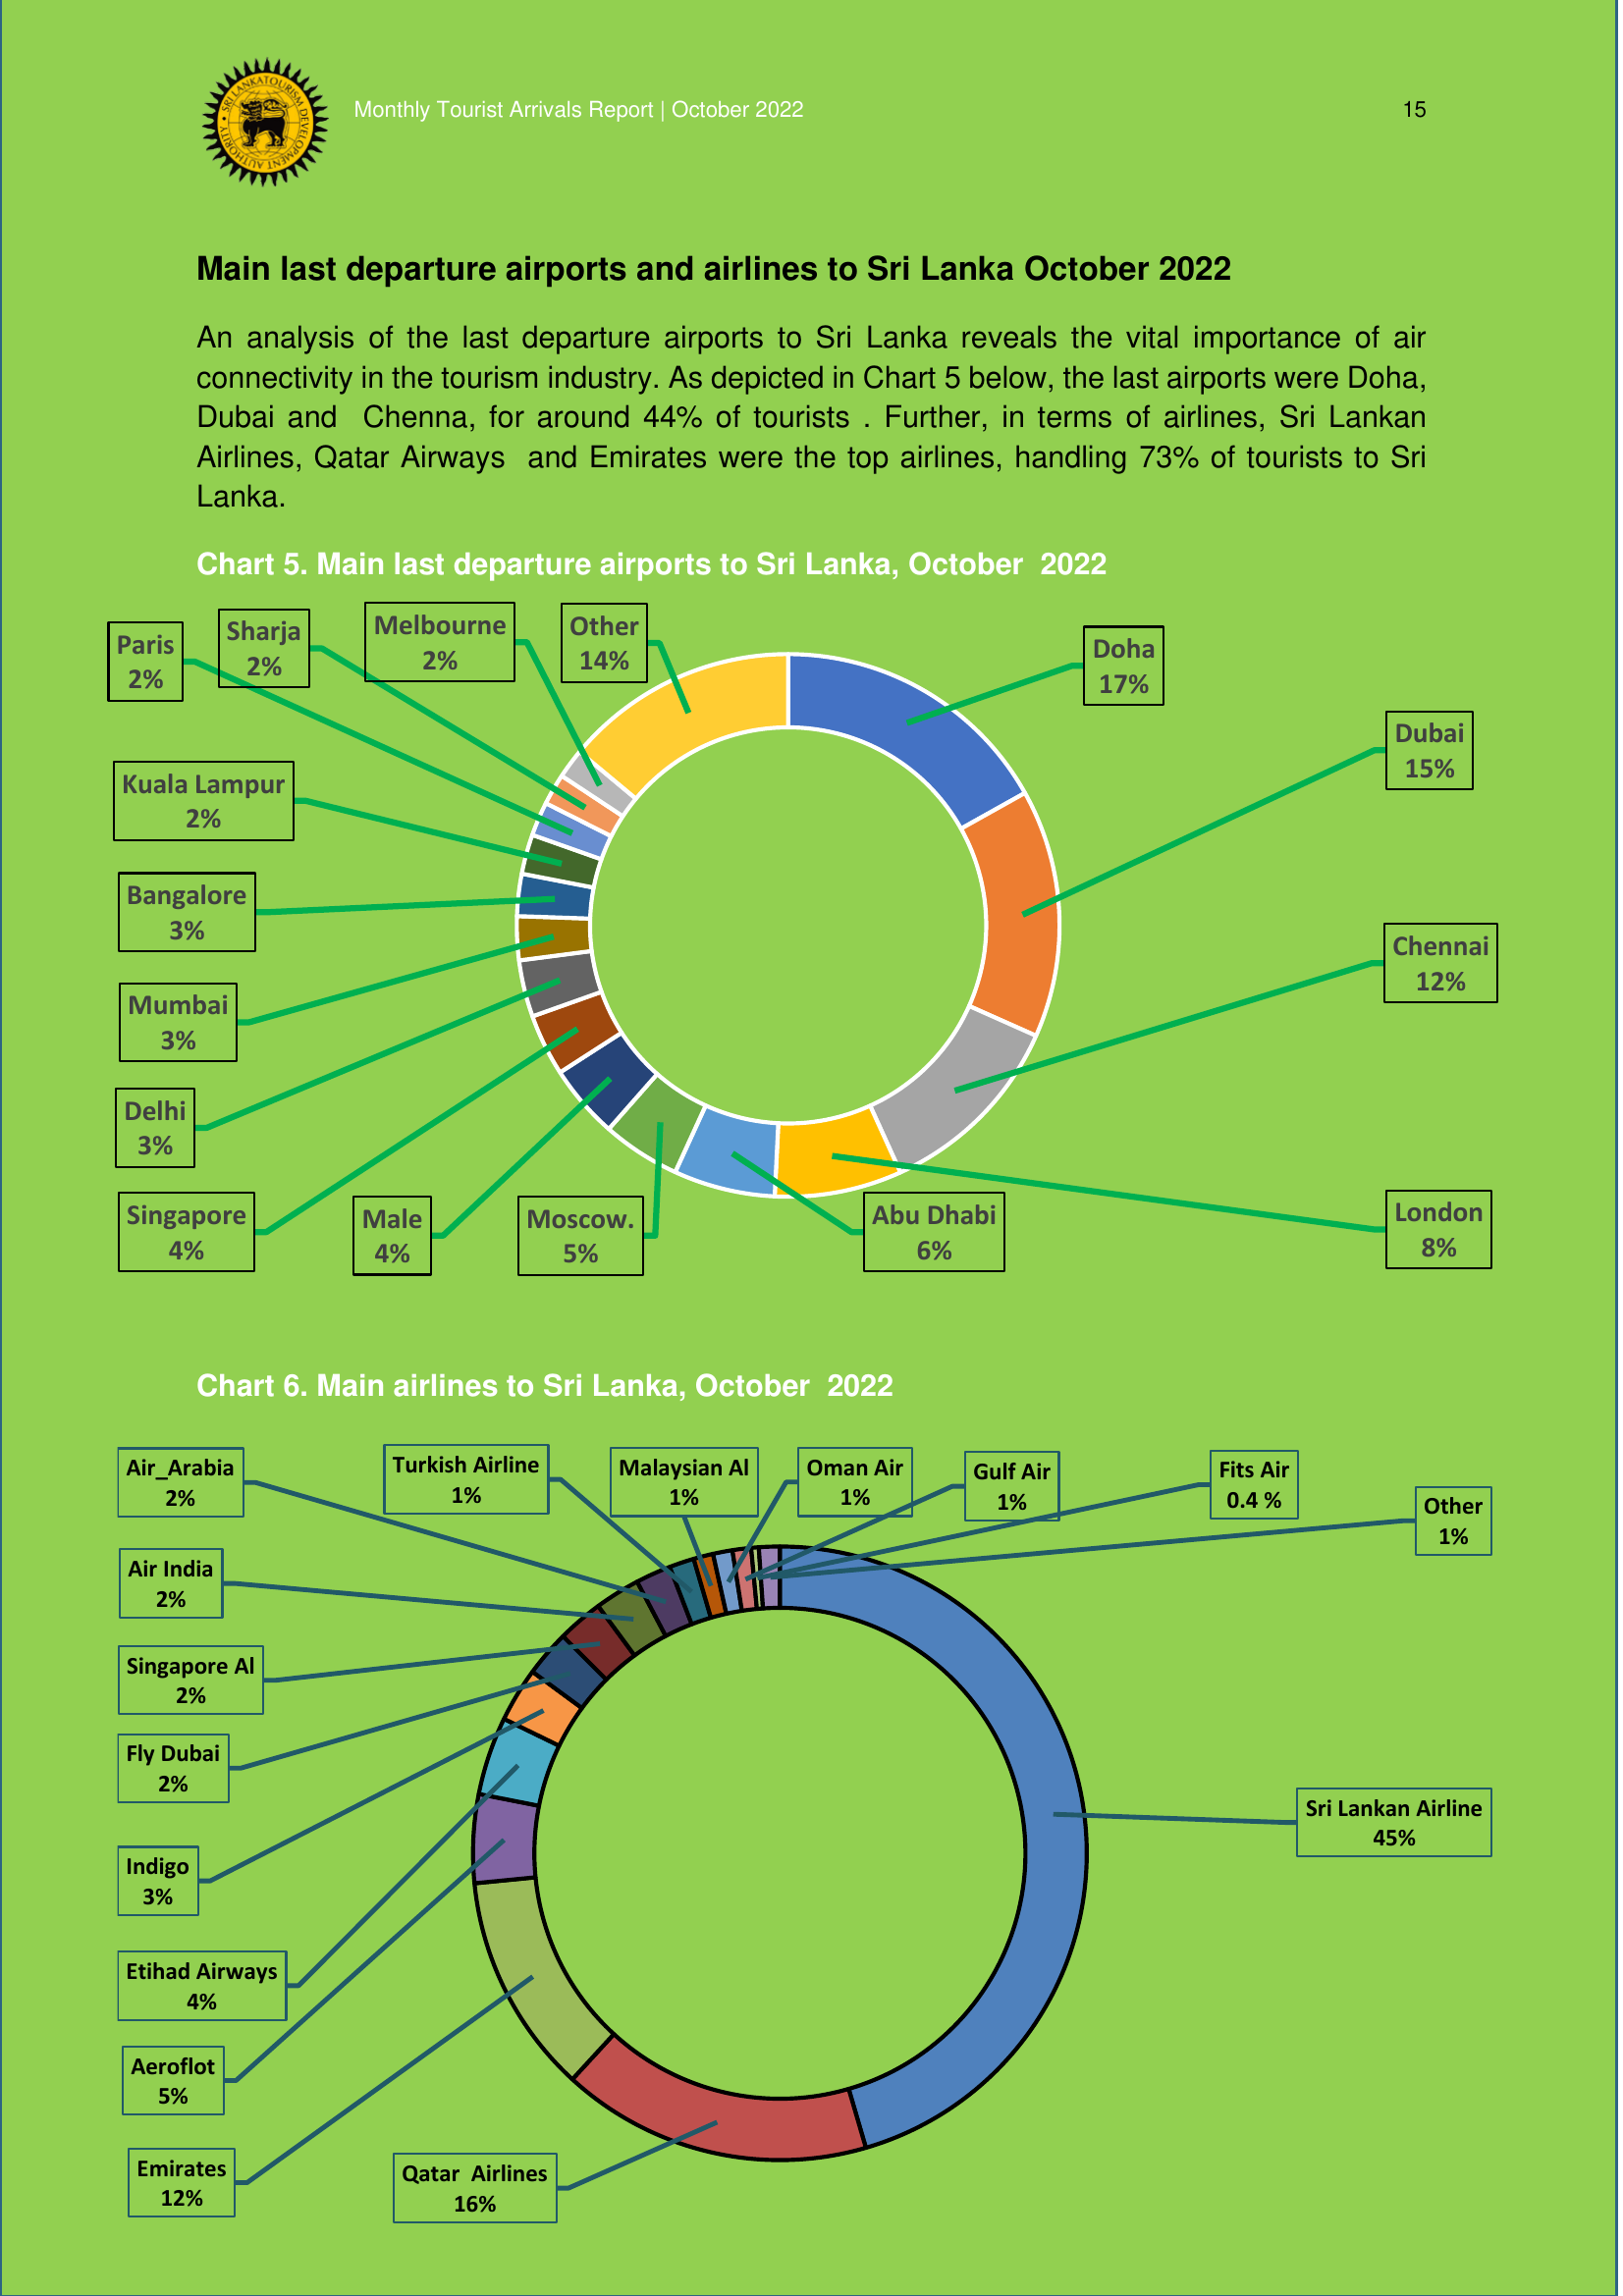 SRI LANKA TOURISM DEVELOPMENT AUTHORITY
Monthly Tourist Arrivals Report | October 2022
15
Main last departure airports and airlines to Sri Lanka October 2022
An analysis of the last departure airports to Sri Lanka reveals the vital importance of air
connectivity in the tourism industry. As depicted in Chart 5 below, the last airports were Doha,
Dubai and Chenna, for around 44% of tourists . Further, in terms of airlines, Sri Lankan
Airlines, Qatar Airways and Emirates were the top airlines, handling 73% of tourists to Sri
Lanka.
Chart 5. Main last departure airports to Sri Lanka, October 2022
Paris
2%
Sharja
2%
Melbourne
2%
Other
14%
Doha
17%
Dubai
15%
Kuala Lampur
2%
Bangalore
3%
Chennai
12%
Mumbai
3%
Delhi
3%
Singapore
4%
Male
4%
Moscow.
5%
Abu Dhabi
6%
London
8%
Chart 6. Main airlines to Sri Lanka, October 2022
Air_Arabia
2%
Turkish Airline
1%
Malaysian Al
1%
Oman Air
1%
Gulf Air
1%
Fits Air
0.4 %
Other
1%
Air India
2%
Singapore Al
2%
Fly Dubai
2%
Sri Lankan Airline
45%
Indigo
3%
Etihad Airways
4%
Aeroflot
5%
Emirates
12%
Qatar Airlines
16%